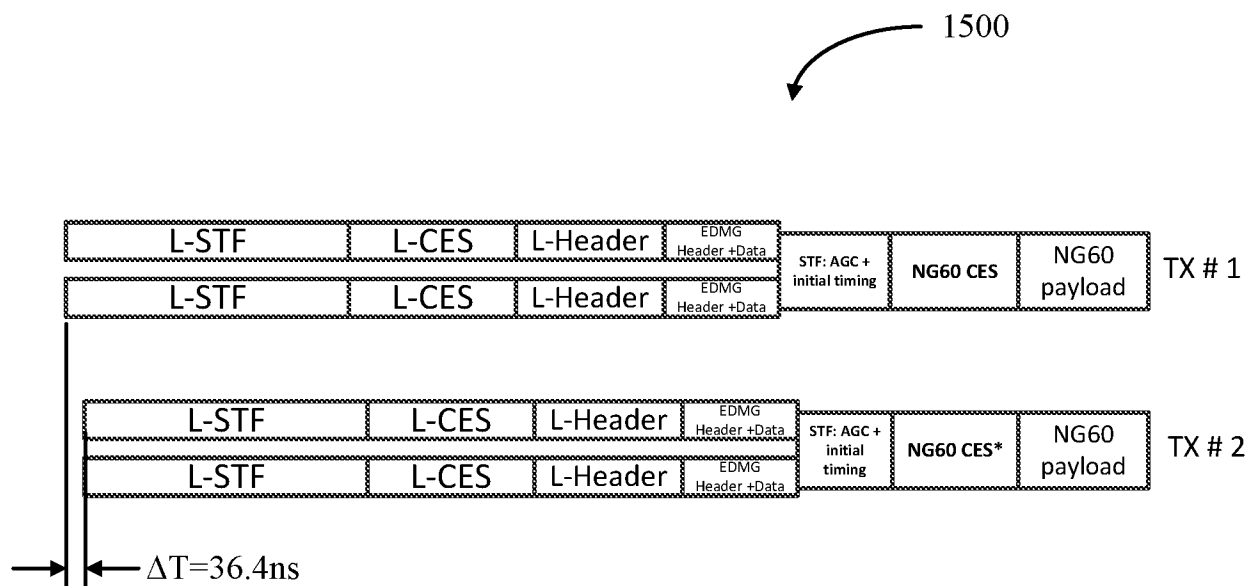 1500
L-STF L-CES L-Header EDMG
Header +Data
L-STF L-CES L-Header EDMG
Header +Data
STF: AGC +
initial timing
NG60 CES
NG60
payload
TX # 1
L-STF L-CES L-Header EDMG
Header +Data
L-STF L-CES L-Header EDMG
Header +Data
STF: AGC +
initial
timing
NG60 CES*
NG60
payload
TX # 2
ΔT=36.4ns